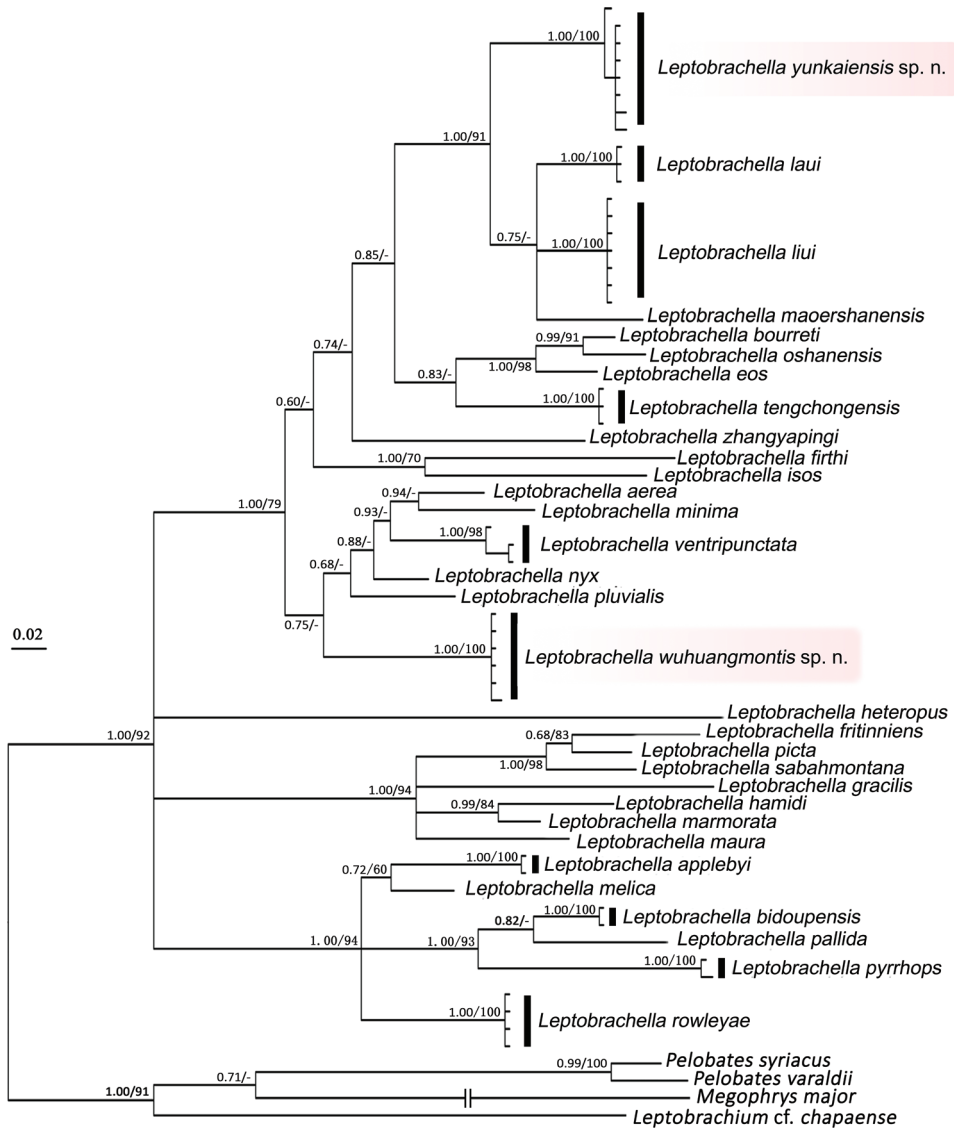 1.00/100
Leptobrachella yunkaiensis sp. n.
1.00/91
1.00/100
Leptobrachella laui
0.75/-
1.00/100
Leptobrachella liui
0.85/-
Leptobrachella maoershanensis
Leptobrachella bourreti
0.99/91
Leptobrachella oshanensis
1.00/98
Leptobrachella eos
0.74/-
0.83/-
1.00/100
Leptobrachella tengchongensis
0.60/-
Leptobrachella zhangyapingi
1.00/70
Leptobrachella firthi
Leptobrachella isos
0.94/-
Leptobrachella aerea
1.00/79
0.93/-
Leptobrachella minima
1.00/98
Leptobrachella ventripunctata
0.88/-
0.68/-
Leptobrachella nyx
Leptobrachella pluvialis
0.75/-
0.02
1.00/100
Leptobrachella wuhuangmontis sp. n.
Leptobrachella heteropus
1.00/92
0.68/83
Leptobrachella fritinniens
Leptobrachella picta
1.00/98
Leptobrachella sabahmontana
1.00/94
Leptobrachella gracilis
0.99/84
Leptobrachella hamidi
Leptobrachella marmorata
Leptobrachella maura
1.00/100
Leptobrachella applebyi
0.72/60
Leptobrachella melica
1.00/100
Leptobrachella bidoupensis
0.82/-
1. 00/94
1. 00/93
Leptobrachella pallida
1.00/100
Leptobrachella pyrrhops
1.00/100
Leptobrachella rowleyae
0.99/100
Pelobates syriacus
0.71/-
Pelobates varaldii
1.00/91
Megophrys major
Leptobrachium cf. chapaense